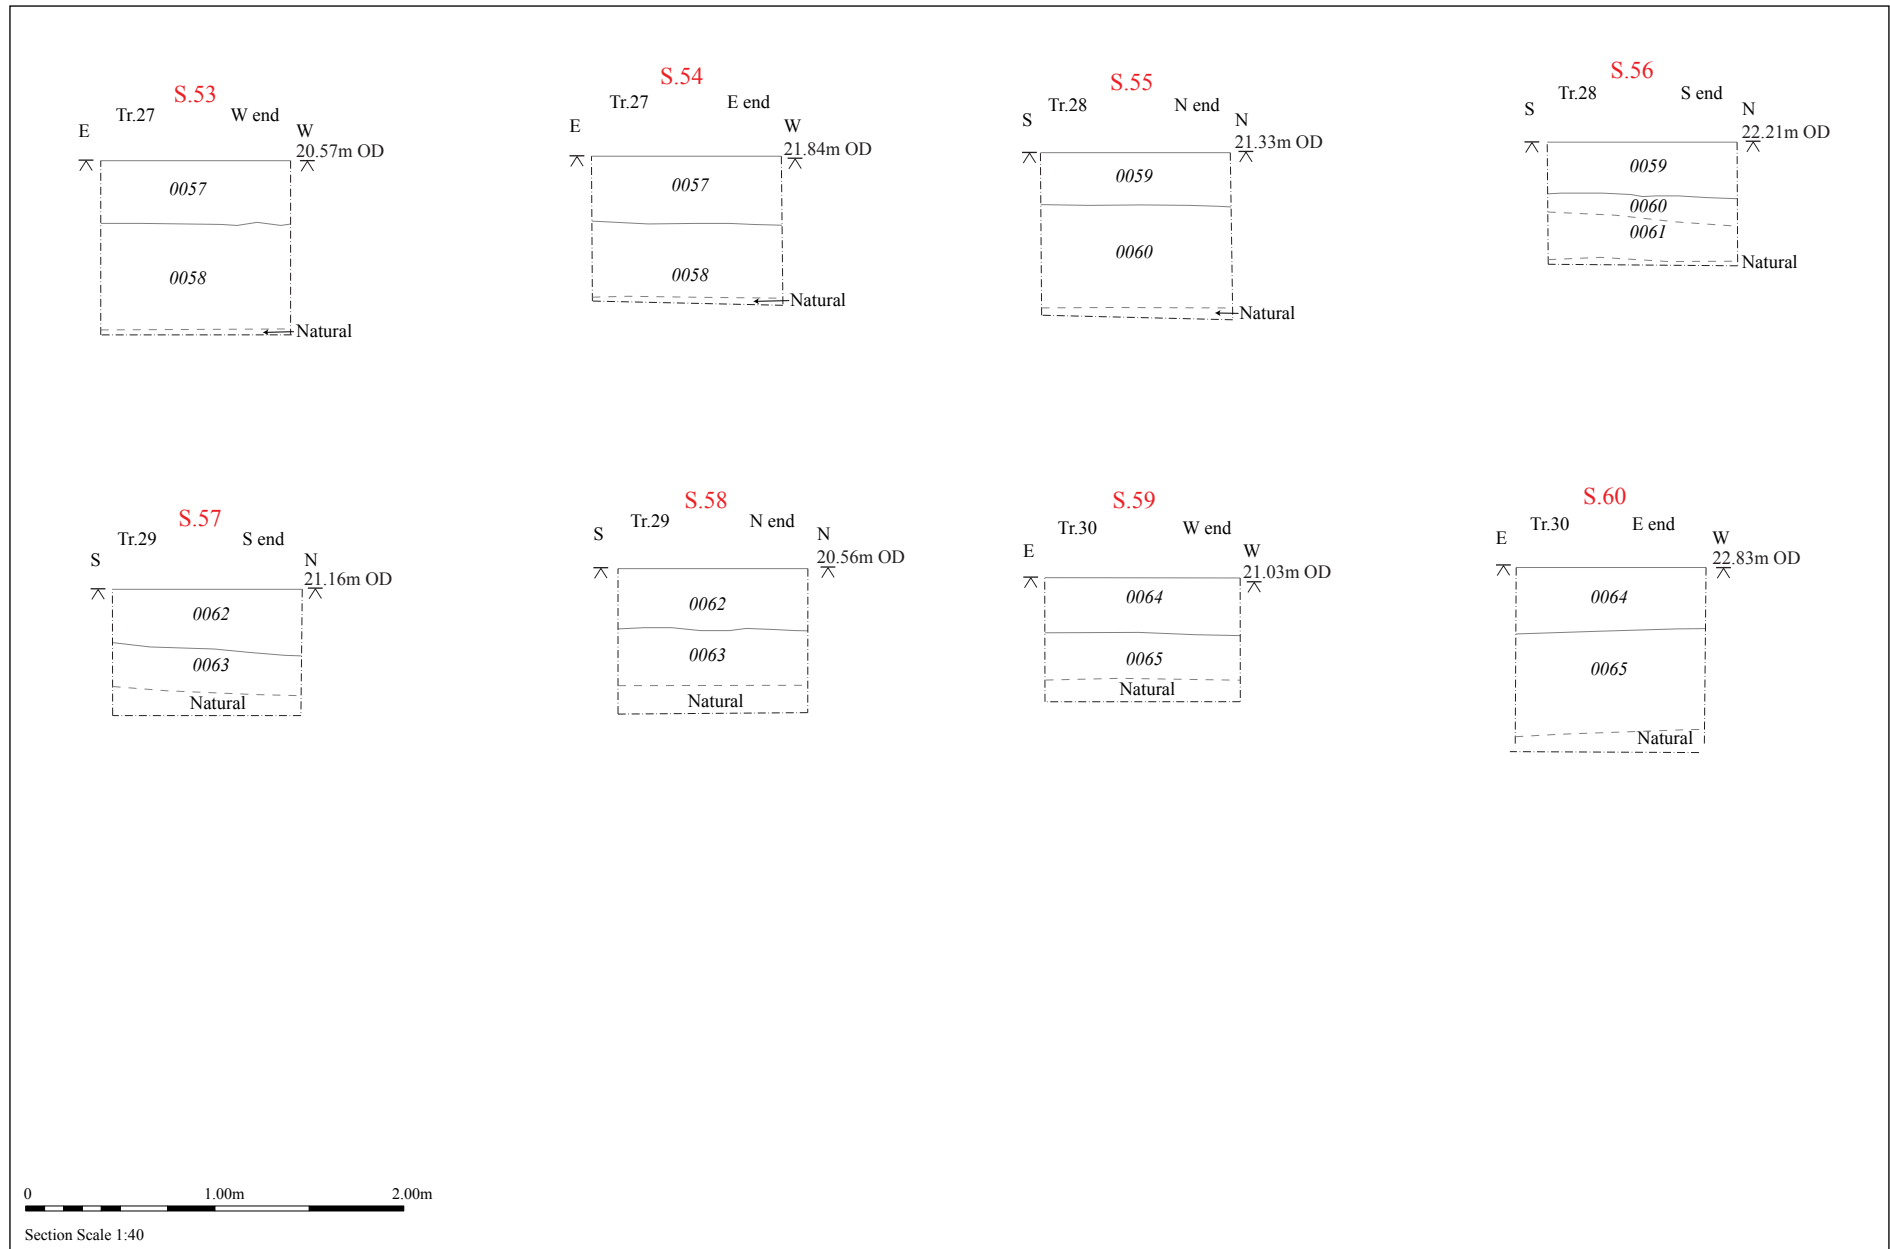 S.53
Tr.27 W end
E W
20.57m OD
0057
0058
Natural
S.54
Tr.27 E end
E W
21.84m OD
0057
0058
Natural
S.55
Tr.28 N end
S N
21.33m OD
0059
0060
Natural
S.56
Tr.28 S end
S N
22.21m OD
0059
0060
0061
Natural
S.57
Tr.29 S end
S N
21.16m OD
0062
0063
Natural
S.58
Tr.29 N end
S N
20.56m OD
0062
0063
Natural
S.59
Tr.30 W end
E W
21.03m OD
0064
0065
Natural
S.60
Tr.30 E end
E W
22.83m OD
0064
0065
Natural
0 1.00m 2.00m
Section Scale 1:40